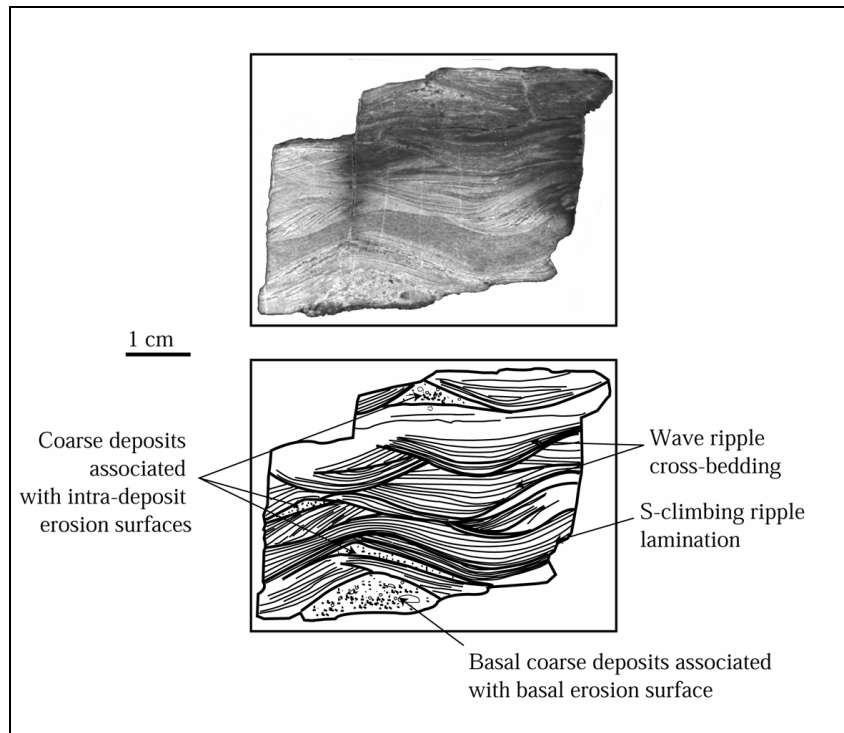 1 cm
Coarse deposits
associated
with intra-deposit
erosion surfaces
Wave ripple
cross-bedding
S-climbing ripple
lamination
Basal coarse deposits associated
with basal erosion surface